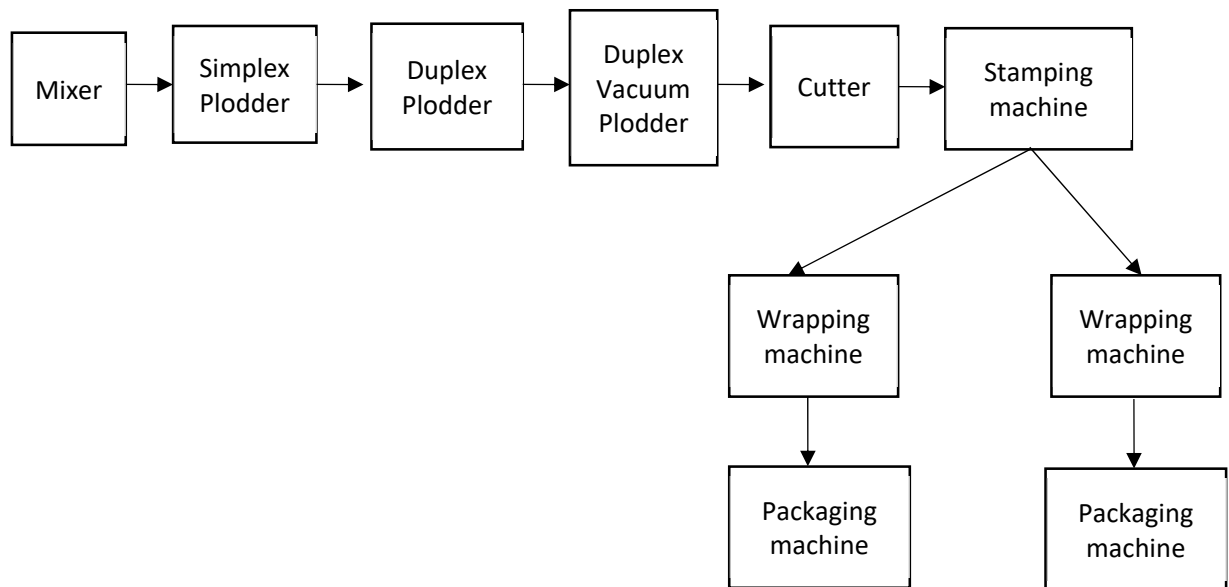 Mixer
Simplex
Plodder
Duplex
Plodder
Duplex
Vacuum
Plodder
Cutter
Stamping
machine
Wrapping
machine
Wrapping
machine
Packaging
machine
Packaging
machine